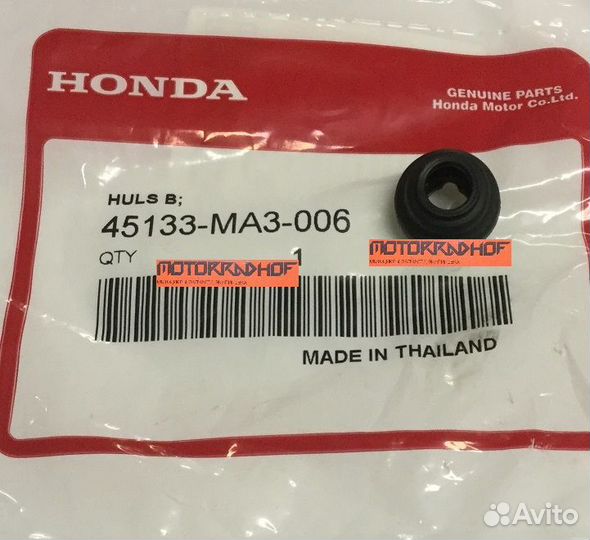 HONDA
GENUINE PARTS
Honda Motor Co.Ltd.
HULS B;
45133-MA3-006
QTY 1
MOTORRADHOF
MOTORRADHOF
MADE IN THAILAND
Avito